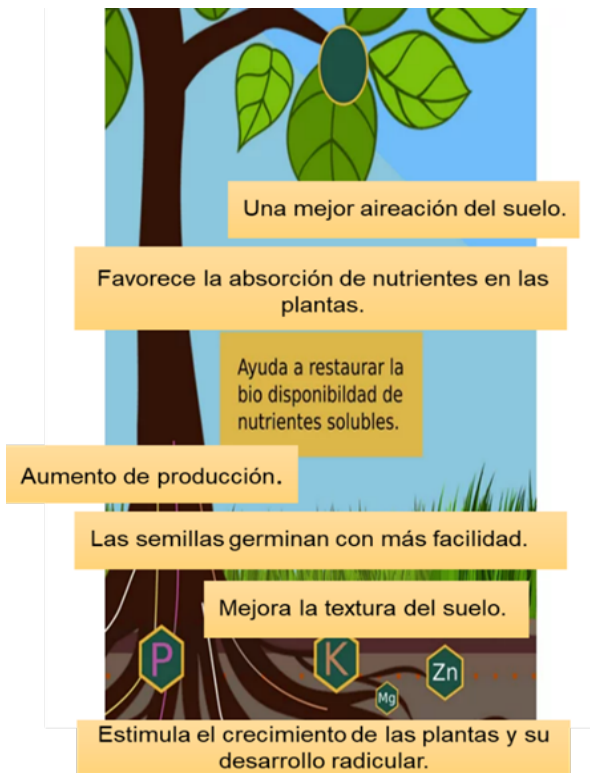 Una mejor aireación del suelo.
Favorece la absorción de nutrientes en las
plantas.
Ayuda a restaurar la
bio disponibildad de
nutrientes solubles.
Aumento de producción.
Las semillas germinan con más facilidad.
Mejora la textura del suelo.
P
K
Zn
Mg
Estimula el crecimiento de las plantas y su
desarrollo radicular.